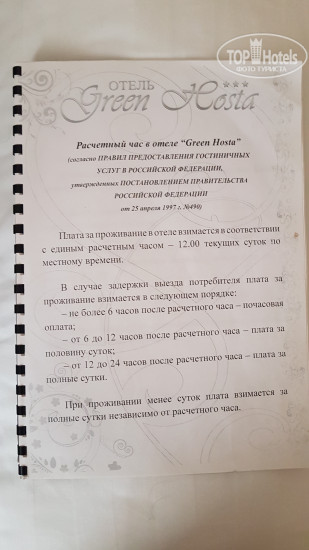 TOP Hotels
ФОТО ТУРИСТА
ОТЕЛЬ ***
Green Hosta
Расчетный час в отеле “Green Hosta”
(согласно ПРАВИЛ ПРЕДОСТАВЛЕНИЯ ГОСТИНИЧНЫХ
УСЛУГ В РОССИЙСКОЙ ФЕДЕРАЦИИ,
утвержденных ПОСТАНОВЛЕНИЕМ ПРАВИТЕЛЬСТВА
РОССИЙСКОЙ ФЕДЕРАЦИИ
от 25 апреля 1997 г. №490)
Плата за проживание в отеле взимается в соответствии
с единым расчетным часом – 12.00 текущих суток по
местному времени.
В случае задержки выезда потребителя плата за
проживание взимается в следующем порядке:
– не более 6 часов после расчетного часа – почасовая
оплата;
– от 6 до 12 часов после расчетного часа – плата за
половину суток;
– от 12 до 24 часов после расчетного часа – плата за
полные сутки.
При проживании менее суток плата взимается за
полные сутки независимо от расчетного часа.